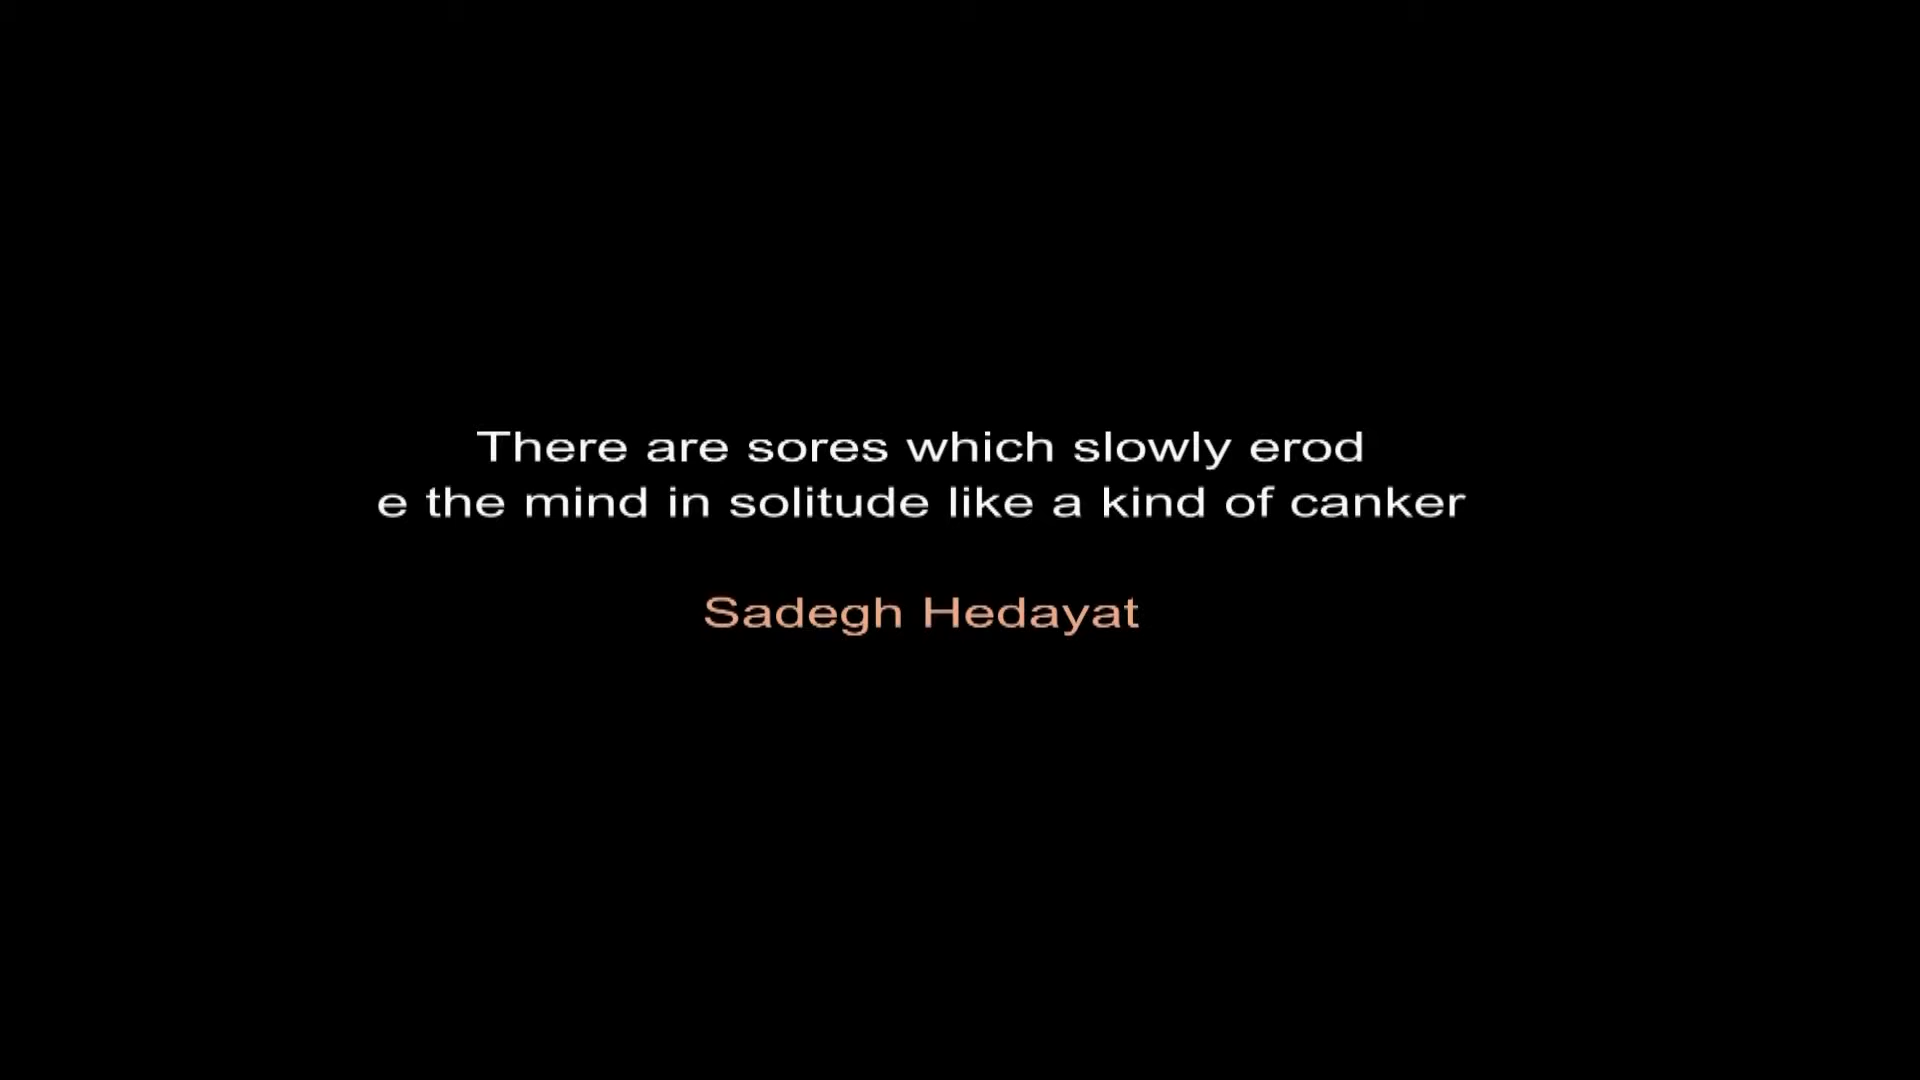 There are sores which slowly erod
e the mind in solitude like a kind of canker
Sadegh Hedayat